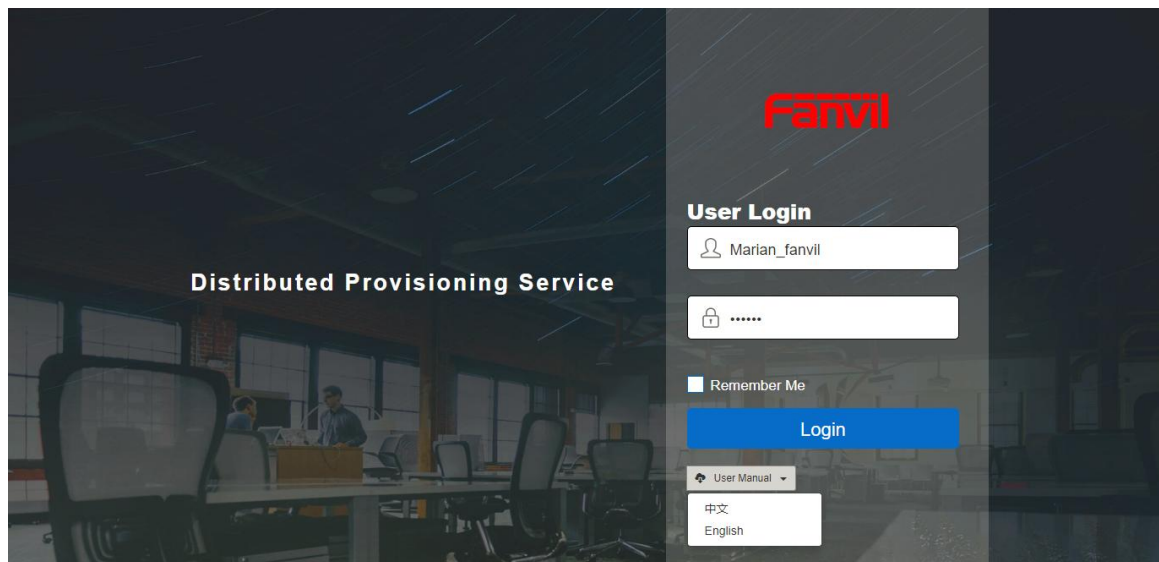 Fanvil
User Login
Marian_fanvil
Distributed Provisioning Service
••••••
Remember Me
Login
User Manual
中文
English